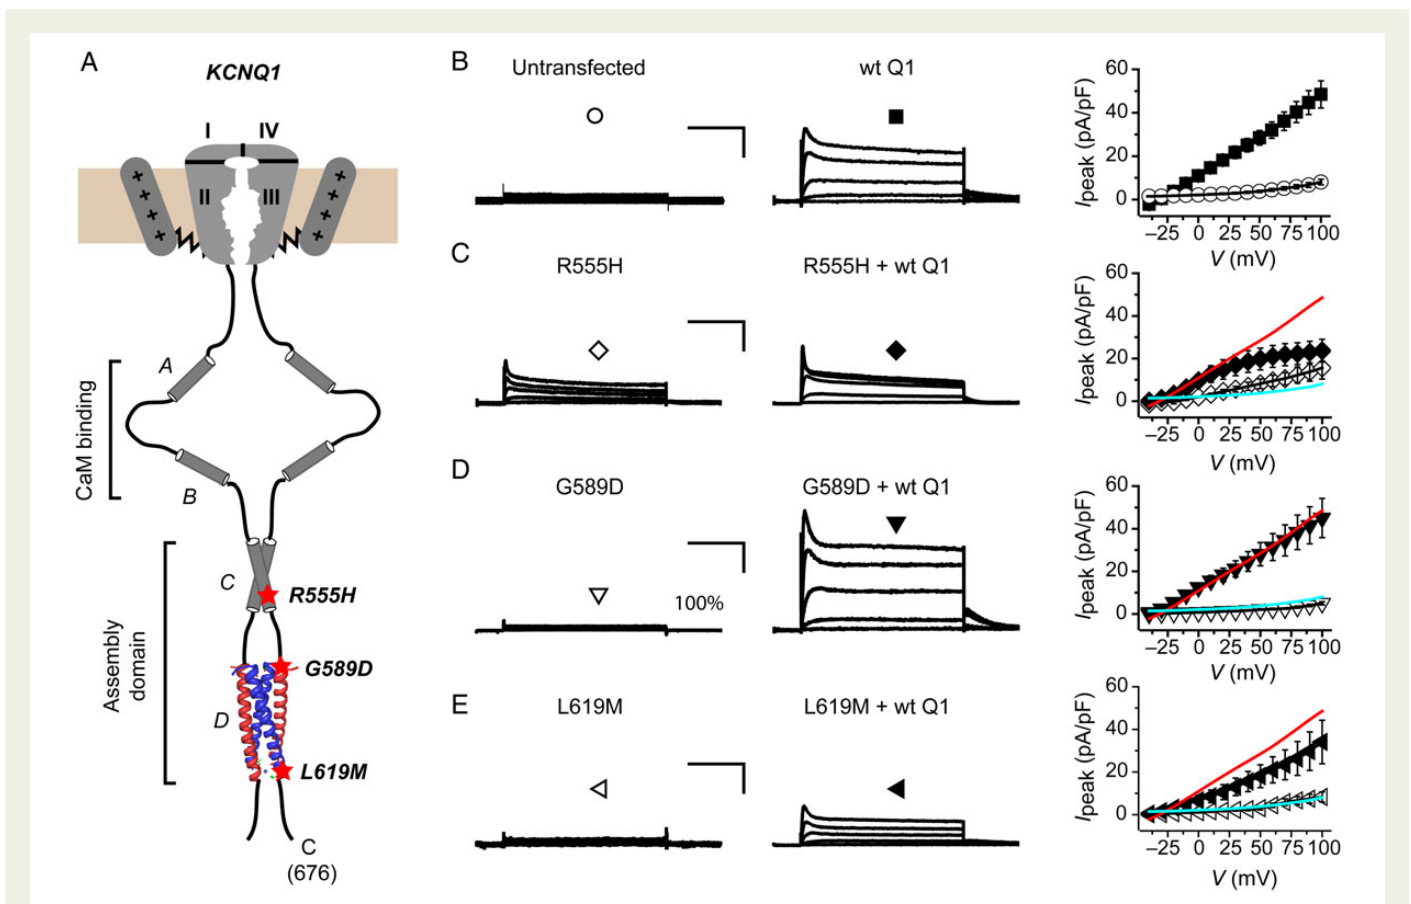 A
KCNQ1
I IV
II III
+ + + +
+ + + +
CaM binding
A
B
Assembly
domain
C
R555H
G589D
D
L619M
C
(676)
B
Untransfected
wt Q1
Ipeak (pA/pF)
60
40
20
0
–25 0 25 50 75 100
V (mV)
C
R555H
R555H + wt Q1
Ipeak (pA/pF)
60
40
20
0
–25 0 25 50 75 100
V (mV)
D
G589D
G589D + wt Q1
100%
Ipeak (pA/pF)
60
40
20
0
–25 0 25 50 75 100
V (mV)
E
L619M
L619M + wt Q1
Ipeak (pA/pF)
60
40
20
0
–25 0 25 50 75 100
V (mV)